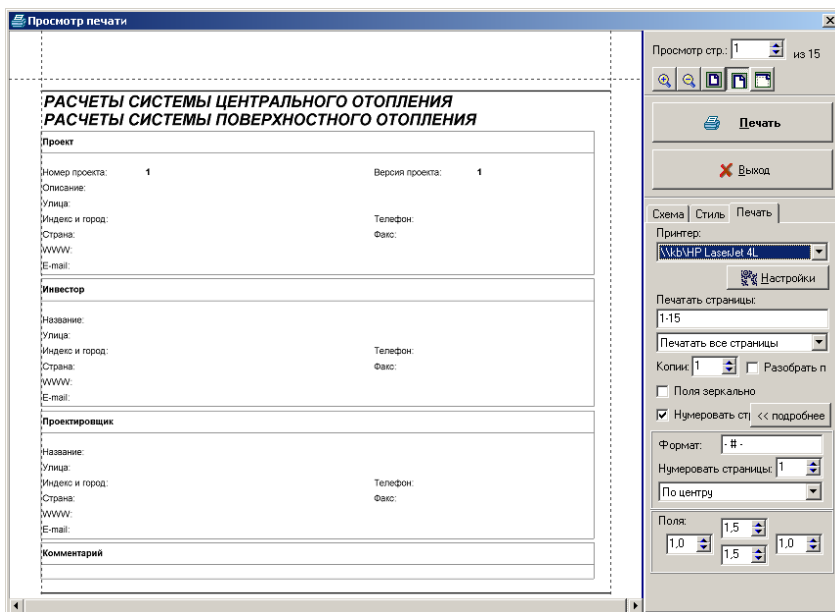 Просмотр печати
РАСЧЕТЫ СИСТЕМЫ ЦЕНТРАЛЬНОГО ОТОПЛЕНИЯ
РАСЧЕТЫ СИСТЕМЫ ПОВЕРХНОСТНОГО ОТОПЛЕНИЯ
Проект
Номер проекта: 1 Версия проекта: 1
Описание:
Улица:
Индекс и город: Телефон:
Страна: Факс:
WWW:
E-mail:
Инвестор
Название:
Улица:
Индекс и город: Телефон:
Страна: Факс:
WWW:
E-mail:
Проектировщик
Название:
Улица:
Индекс и город: Телефон:
Страна: Факс:
WWW:
E-mail:
Комментарий
Просмотр стр.: 1 из 15
Печать
Выход
Схема Стиль Печать
Принтер:
\\kb\HP LaserJet 4L
Настройки
Печатать страницы:
1-15
Печатать все страницы
Копии: 1 Разобрать п
Поля зеркально
Нумеровать стр << подробнее
Формат: - # -
Нумеровать страницы: 1
По центру
Поля:
1,5
1,0 1,0
1,5